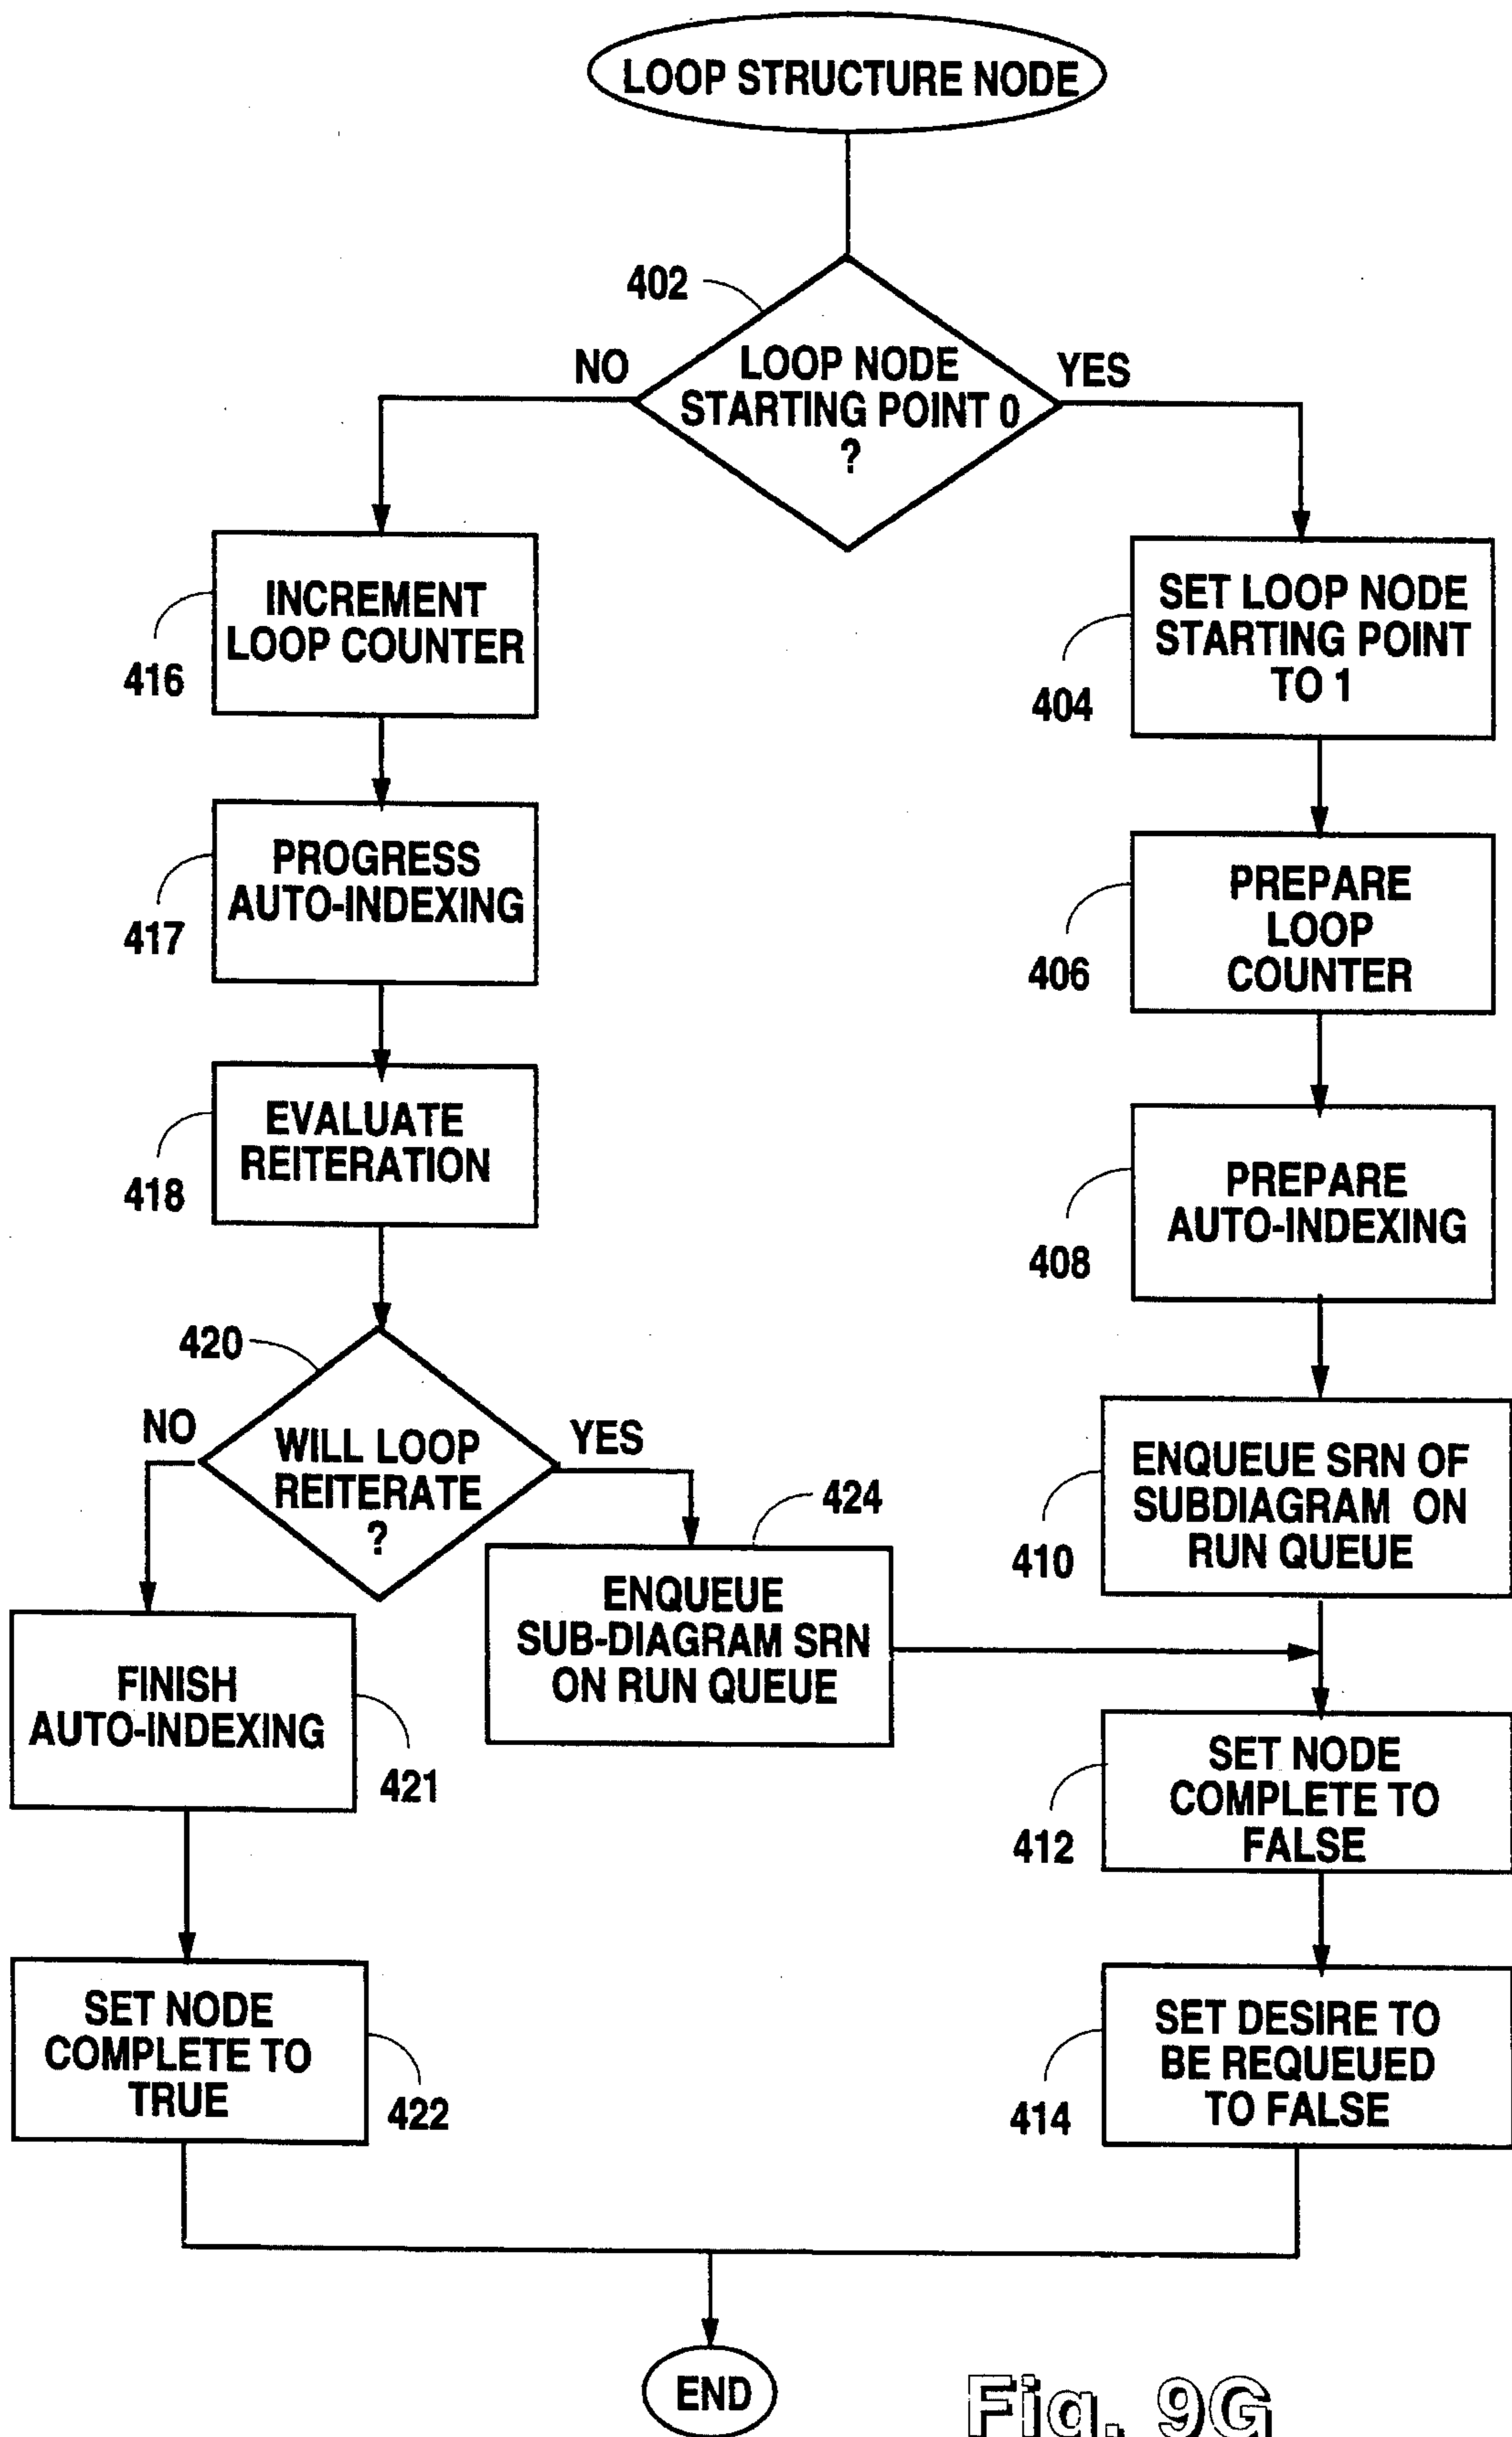 LOOP STRUCTURE NODE
402
LOOP NODE
STARTING POINT 0
?
NO
YES
INCREMENT
LOOP COUNTER
416
SET LOOP NODE
STARTING POINT
TO 1
404
PROGRESS
AUTO-INDEXING
417
PREPARE
LOOP
COUNTER
406
EVALUATE
REITERATION
418
PREPARE
AUTO-INDEXING
408
420
WILL LOOP
REITERATE
?
NO
YES
424
ENQUEUE SRN OF
SUBDIAGRAM ON
RUN QUEUE
410
ENQUEUE
SUB-DIAGRAM SRN
ON RUN QUEUE
FINISH
AUTO-INDEXING
421
SET NODE
COMPLETE TO
FALSE
412
SET NODE
COMPLETE TO
TRUE
422
SET DESIRE TO
BE REQUEUED
TO FALSE
414
END
Fig. 9G